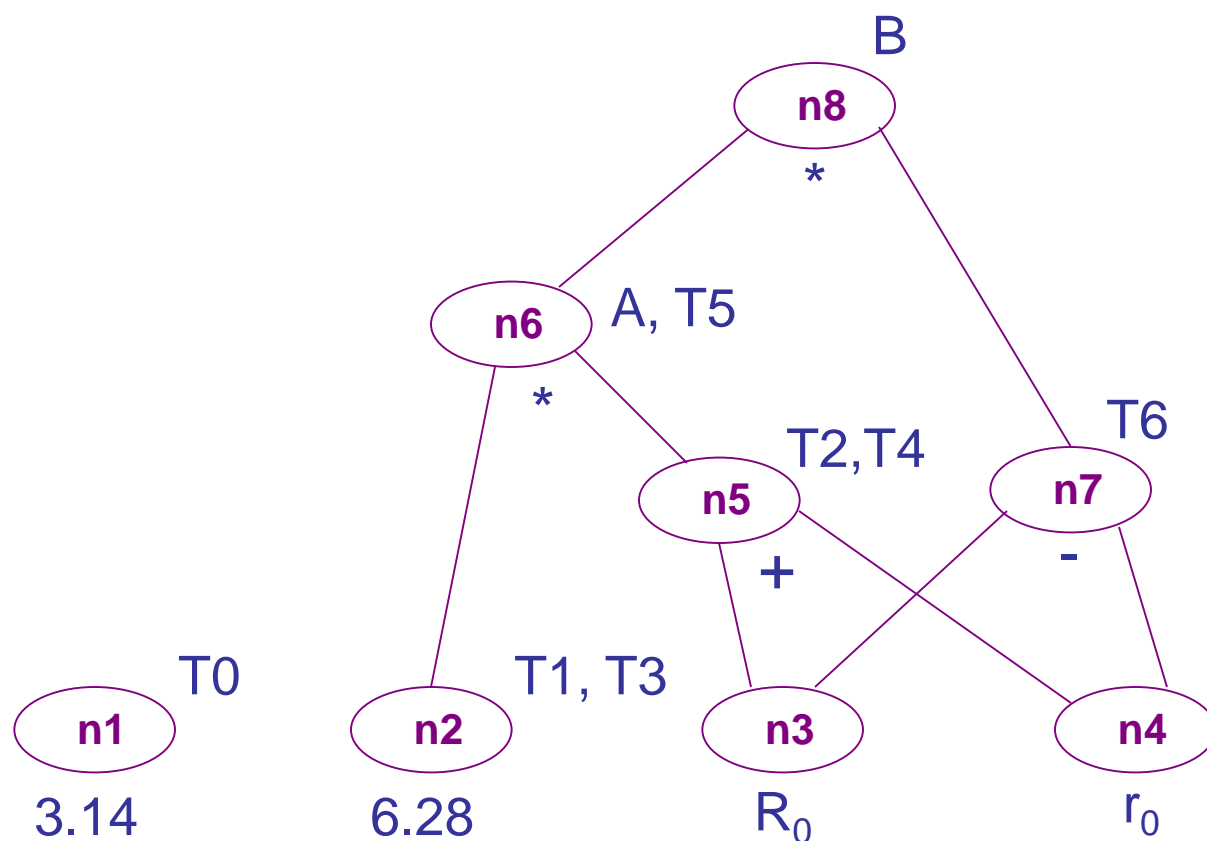 B
n8
*
n6 A, T5
*
T6
T2,T4
n5 n7
+ -
T0 T1, T3
n1 n2 n3 n4
3.14 6.28 R₀ r₀